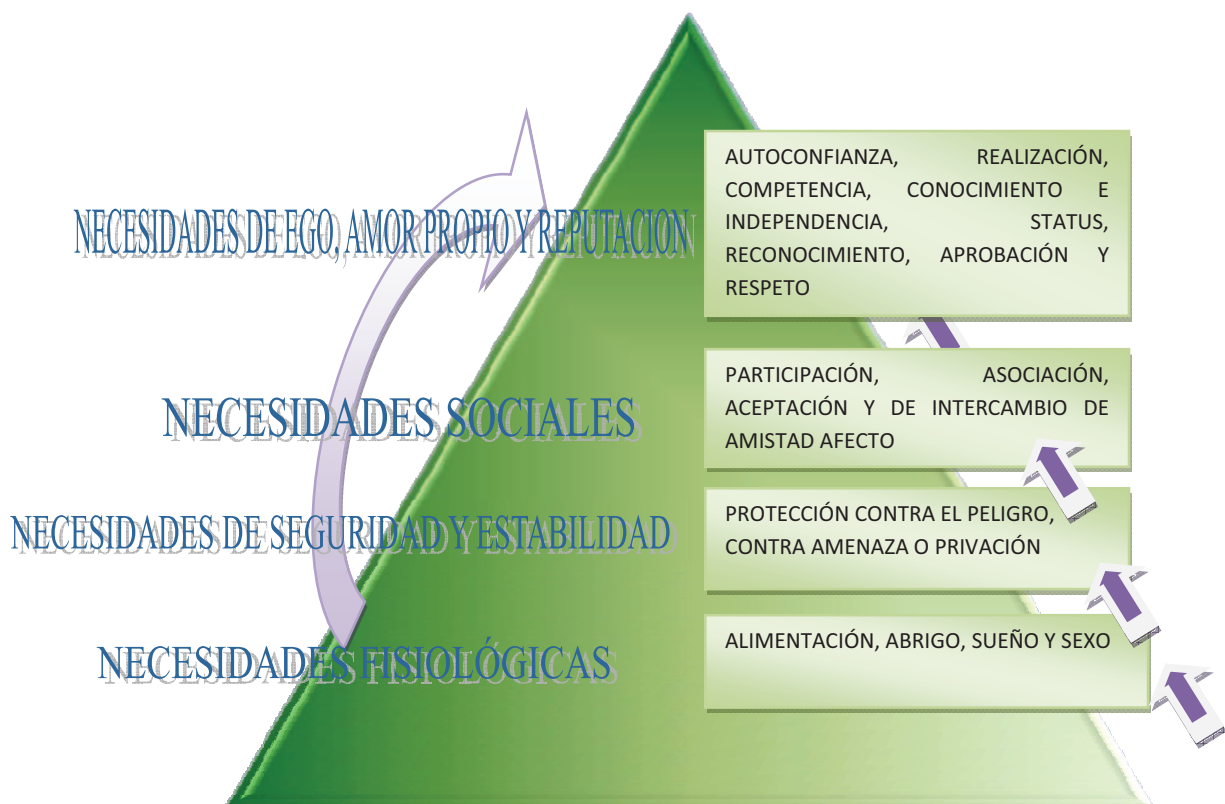 NECESIDADES DE EGO, AMOR PROPIO Y REPUTACION
AUTOCONFIANZA, REALIZACIÓN,
COMPETENCIA, CONOCIMIENTO E
INDEPENDENCIA, STATUS,
RECONOCIMIENTO, APROBACIÓN Y
RESPETO
NECESIDADES SOCIALES
PARTICIPACIÓN, ASOCIACIÓN,
ACEPTACIÓN Y DE INTERCAMBIO DE
AMISTAD AFECTO
NECESIDADES DE SEGURIDAD Y ESTABILIDAD
PROTECCIÓN CONTRA EL PELIGRO,
CONTRA AMENAZA O PRIVACIÓN
NECESIDADES FISIOLÓGICAS
ALIMENTACIÓN, ABRIGO, SUEÑO Y SEXO